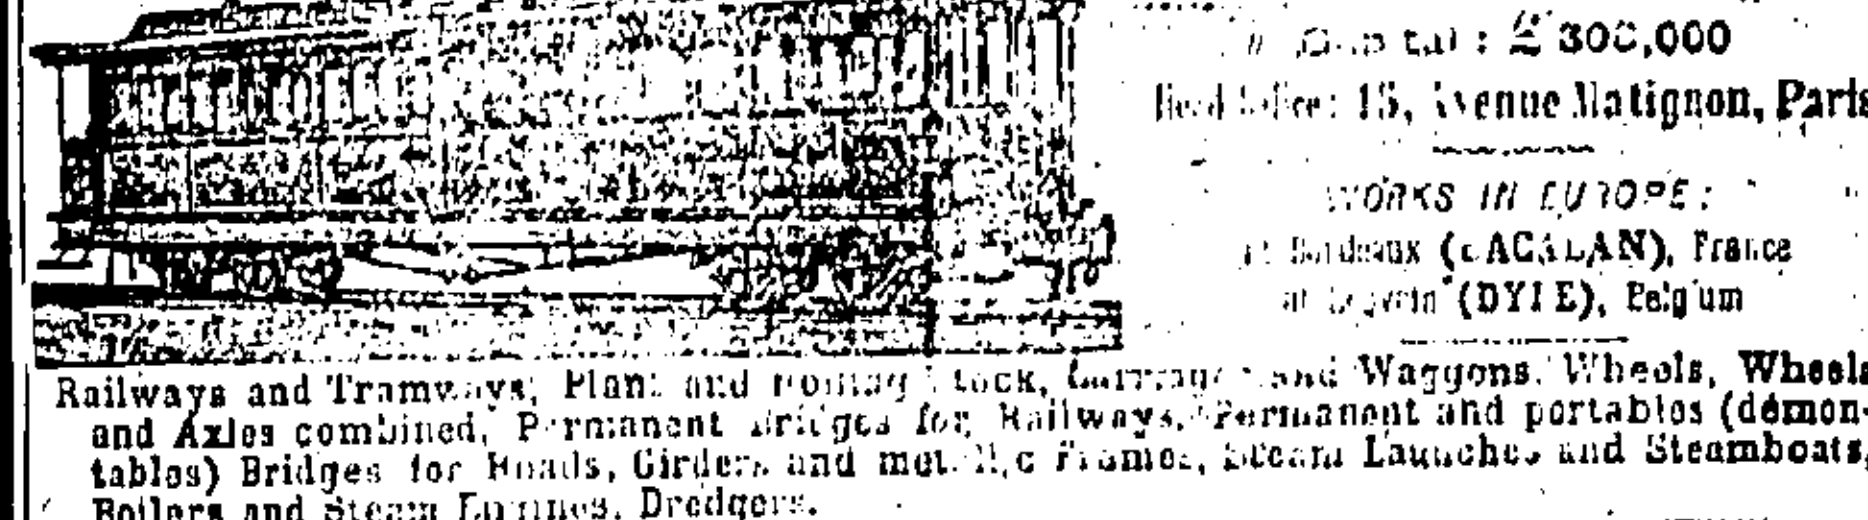 Capital: £ 300,000
Head Office: 15, Avenue Matignon, Paris
WORKS IN EUROPE:
at Bordeaux (BACALAN), France
at Louvain (DYLE), Belgium
Railways and Tramways, Plant and rolling Stock, Carriages and Waggons, Wheels, Wheels
and Axles combined, Permanent Bridges for Railways, Permanent and portables (démon-
tables) Bridges for Roads, Girders and metallic Frames, Steam Launches and Steamboats,
Boilers and Steam Engines, Dredgers.